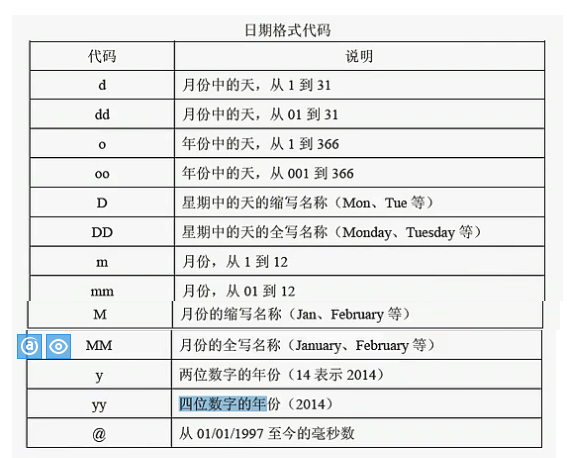 日期格式代码
代码 说明
d 月份中的天，从 1 到 31
dd 月份中的天，从 01 到 31
o 年份中的天，从 1 到 366
oo 年份中的天，从 001 到 366
D 星期中的天的缩写名称（Mon、Tue 等）
DD 星期中的天的全写名称（Monday、Tuesday 等）
m 月份，从 1 到 12
mm 月份，从 01 到 12
M 月份的缩写名称（Jan、February 等）
MM 月份的全写名称（January、February 等）
y 两位数字的年份（14 表示 2014）
yy 四位数字的年份（2014）
@ 从 01/01/1997 至今的毫秒数